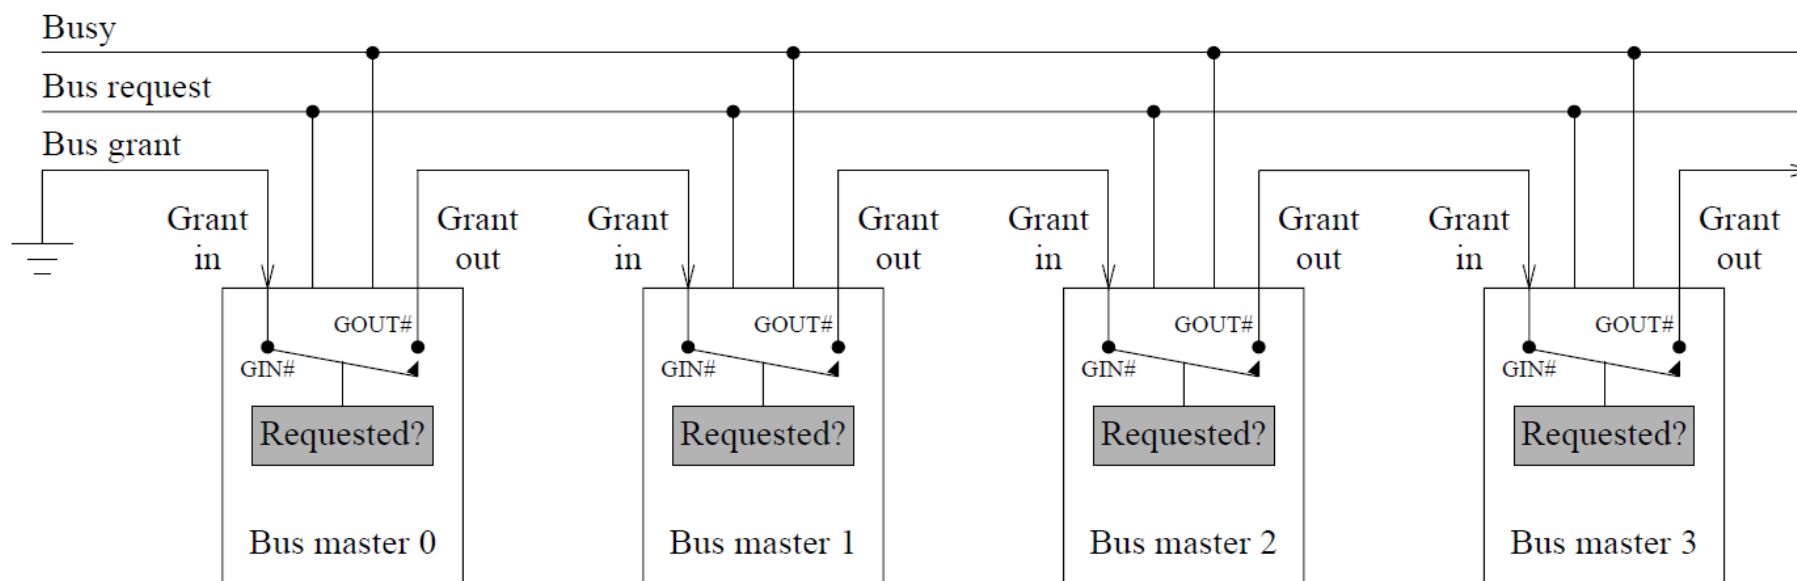 Busy
Bus request
Bus grant
Grant in
Grant out
Grant in
Grant out
Grant in
Grant out
Grant in
Grant out
GOUT#
GIN#
GOUT#
GIN#
GOUT#
GIN#
GOUT#
GIN#
Requested?
Requested?
Requested?
Requested?
Bus master 0
Bus master 1
Bus master 2
Bus master 3